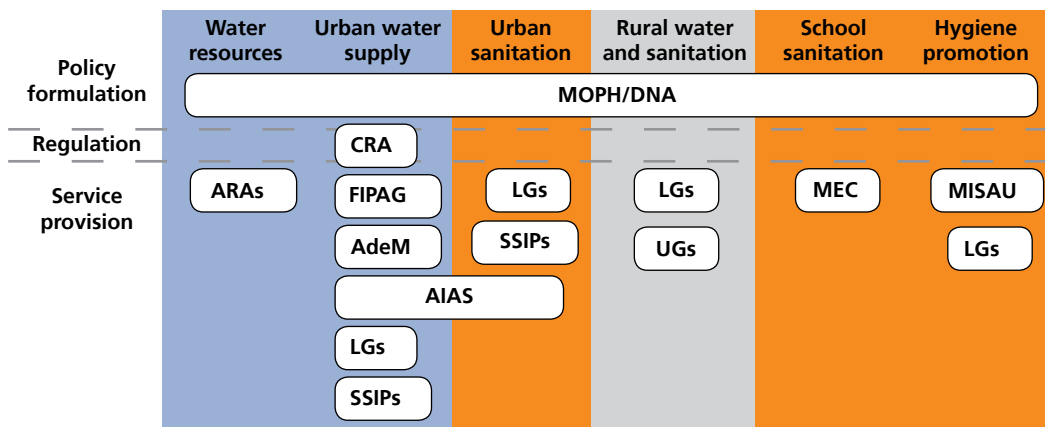 Water
resources
Urban water
supply
Urban
sanitation
Rural water
and sanitation
School
sanitation
Hygiene
promotion
Policy
formulation
MOPH/DNA
Regulation
CRA
Service
provision
ARAs
FIPAG
LGs
LGs
MEC
MISAU
AdeM
SSIPs
UGs
LGs
AIAS
LGs
SSIPs